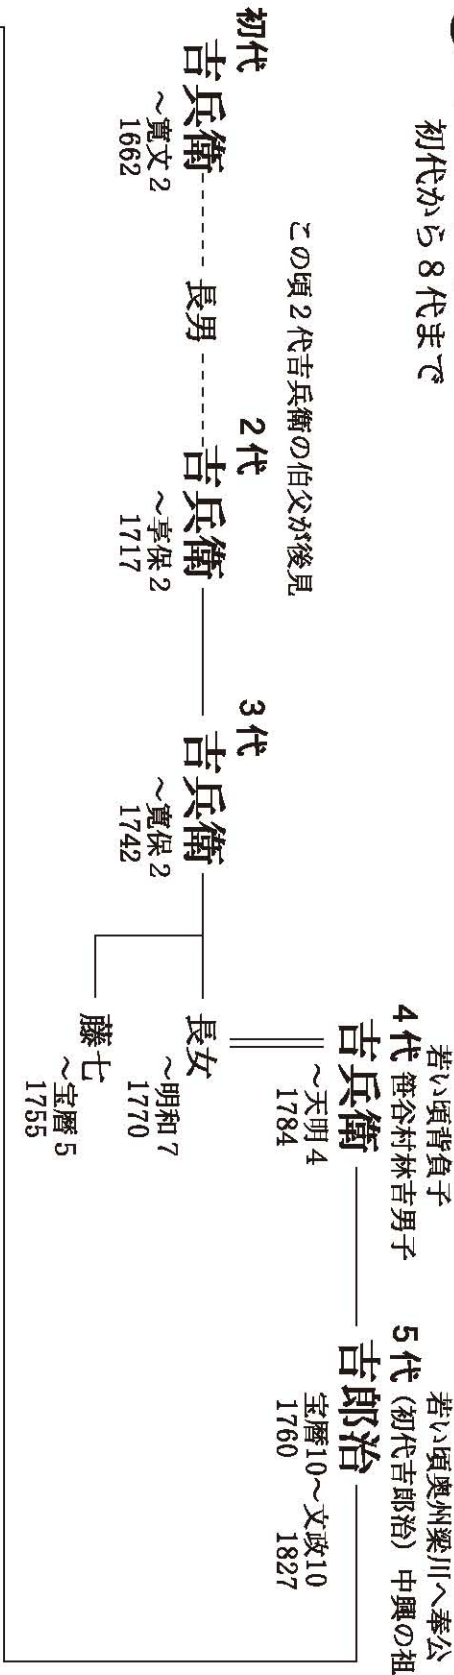 初代から8代まで
この頃2代吉兵衛の伯父が後見
初代
吉兵衛
～寛文2
1662
長男
2代
吉兵衛
～享保2
1717
3代
吉兵衛
～寛保2
1742
長女
～明和7
1770
藤七
～宝暦5
1755
若い頃背負子
4代 笹谷村林吉男子
吉兵衛
～天明4
1784
若い頃奥州梁川へ奉公
5代(初代吉郎治) 中興の祖
吉郎治
宝暦10～文政10
1760 1827